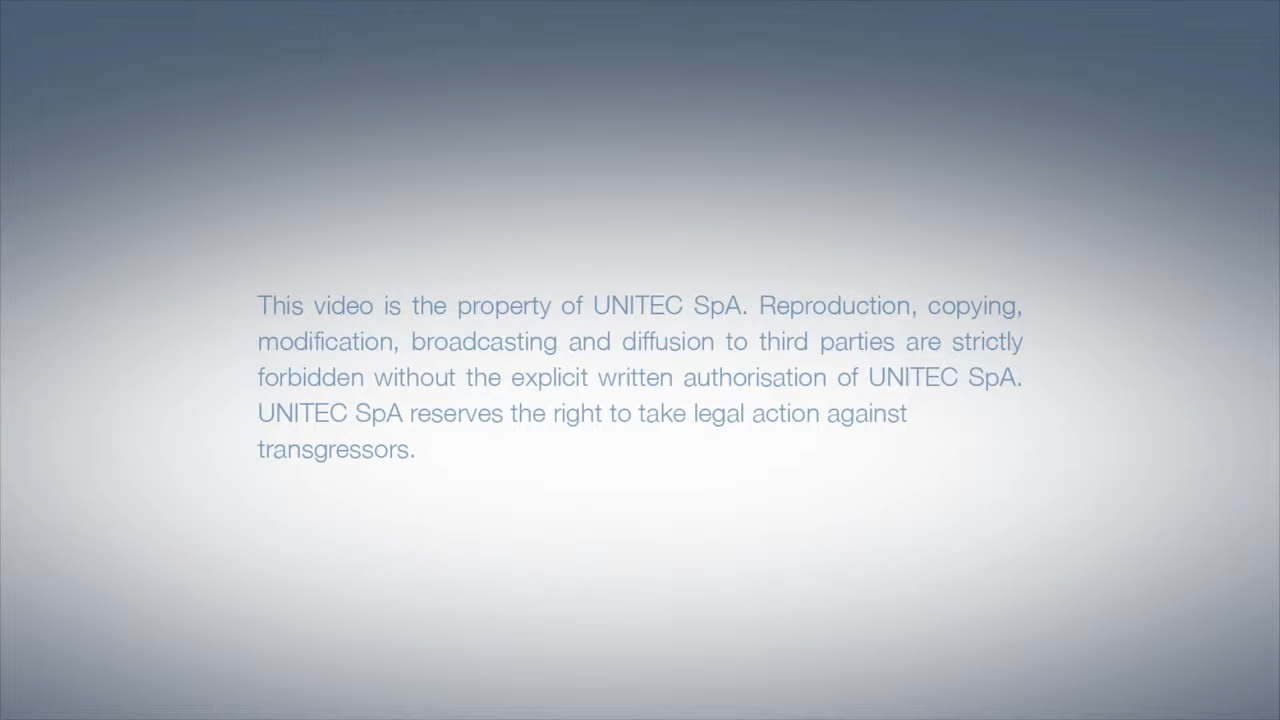 This video is the property of UNITEC SpA. Reproduction, copying,
modification, broadcasting and diffusion to third parties are strictly
forbidden without the explicit written authorisation of UNITEC SpA.
UNITEC SpA reserves the right to take legal action against
transgressors.